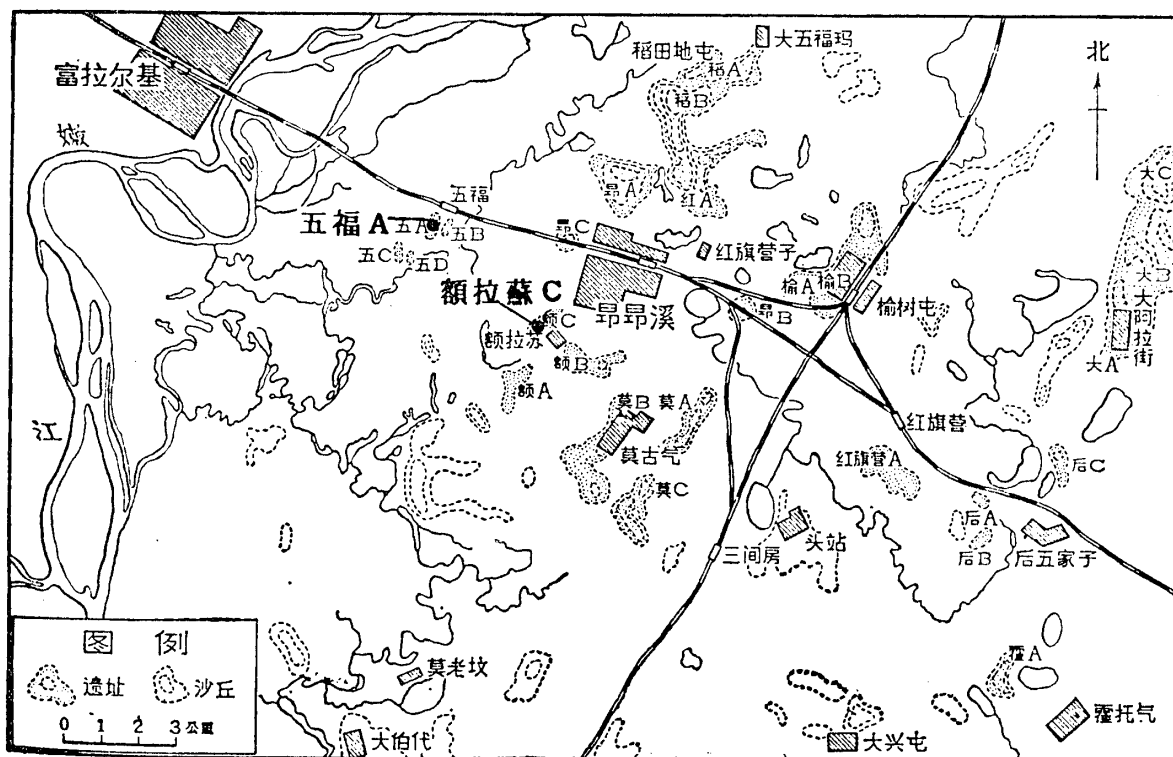 大五福玛
稻田地屯
稻A
稻B
北
富拉尔基
嫩
江
大C
昂A
红A
五福
五福A
五A
五B
昂C
红旗营子
五C
五D
大B
榆A
榆B
額拉蘇C
额C
昂昂溪
昂B
榆树屯
大阿拉街
额拉苏
额B
大A
额A
莫B
莫A
红旗营
莫古气
红旗营A
后C
莫C
后A
三间房
头站
后B
后五家子
图例
遗址
沙丘
0 1 2 3公里
莫老坟
霍A
霍托气
大伯代
大兴屯